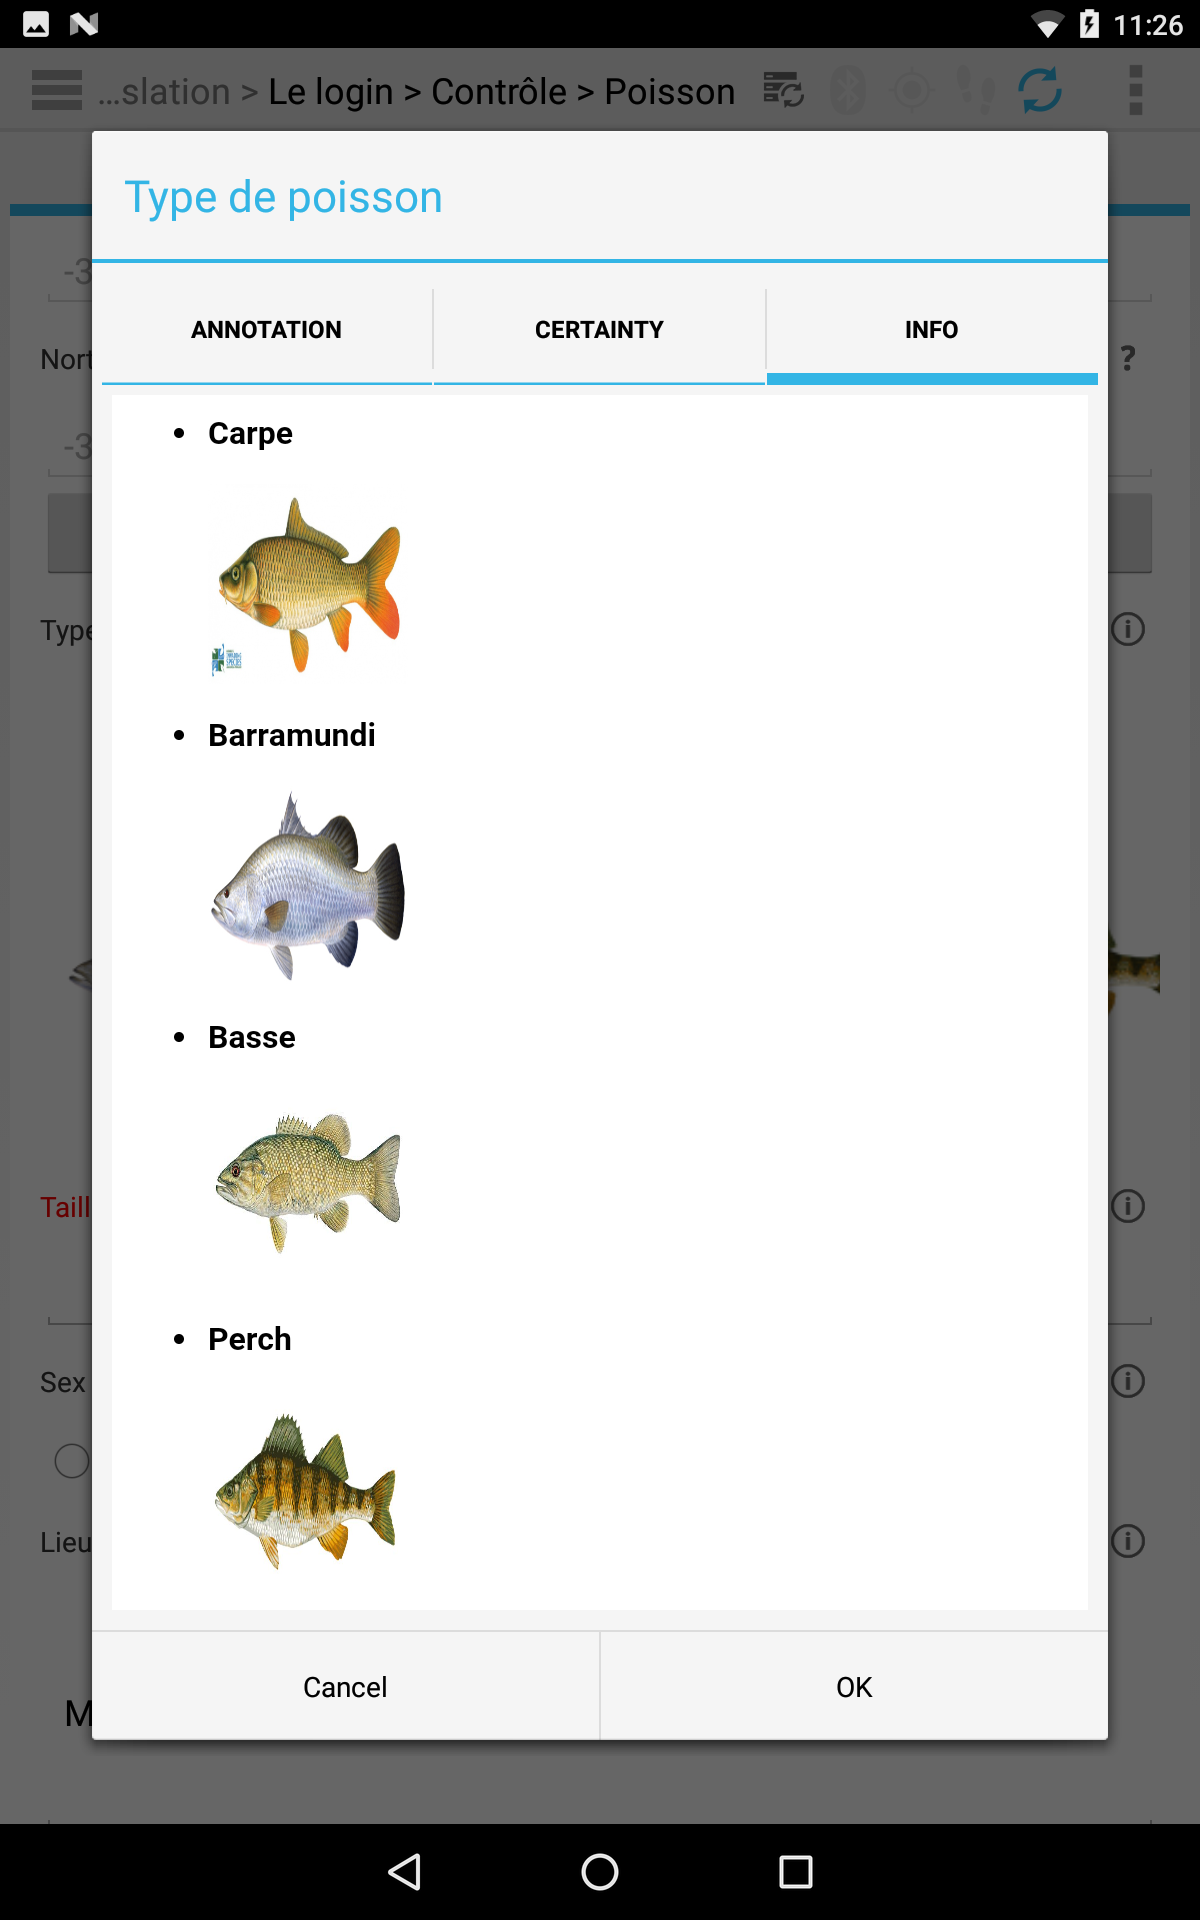 11:26
...slation > Le login > Contrôle > Poisson
Type de poisson
ANNOTATION CERTAINTY INFO
-3
Nort ?
-3
Type
Taill
Sex
Lieu
M
• Carpe
• Barramundi
• Basse
• Perch
Cancel OK